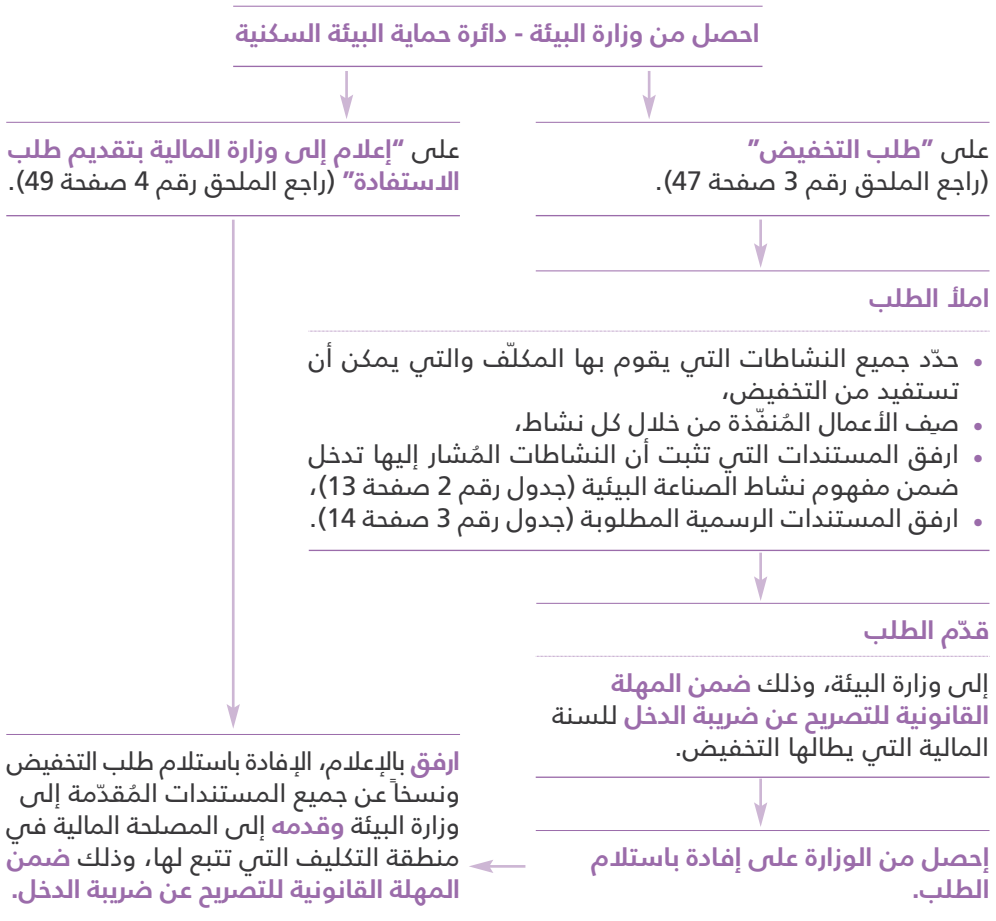 احصل من وزارة البيئة - دائرة حماية البيئة السكنية
على “طلب التخفيض”
(راجع الملحق رقم 3 صفحة 47).
على “إعلام إلى وزارة المالية بتقديم طلب
الاستفادة” (راجع الملحق رقم 4 صفحة 49).
املأ الطلب
• حدّد جميع النشاطات التي يقوم بها المكلّف والتي يمكن أن
تستفيد من التخفيض،
• صِف الأعمال المُنفّذة من خلال كل نشاط،
• ارفق المستندات التي تثبت أن النشاطات المُشار إليها تدخل
ضمن مفهوم نشاط الصناعة البيئية (جدول رقم 2 صفحة 13)،
• ارفق المستندات الرسمية المطلوبة (جدول رقم 3 صفحة 14).
قدّم الطلب
إلى وزارة البيئة، وذلك ضمن المهلة
القانونية للتصريح عن ضريبة الدخل للسنة
المالية التي يطالها التخفيض.
إحصل من الوزارة على إفادة باستلام
الطلب.
ارفق بالإعلام، الإفادة باستلام طلب التخفيض
ونسخاً عن جميع المستندات المُقدّمة إلى
وزارة البيئة وقدمه إلى المصلحة المالية في
منطقة التكليف التي تتبع لها، وذلك ضمن
المهلة القانونية للتصريح عن ضريبة الدخل.